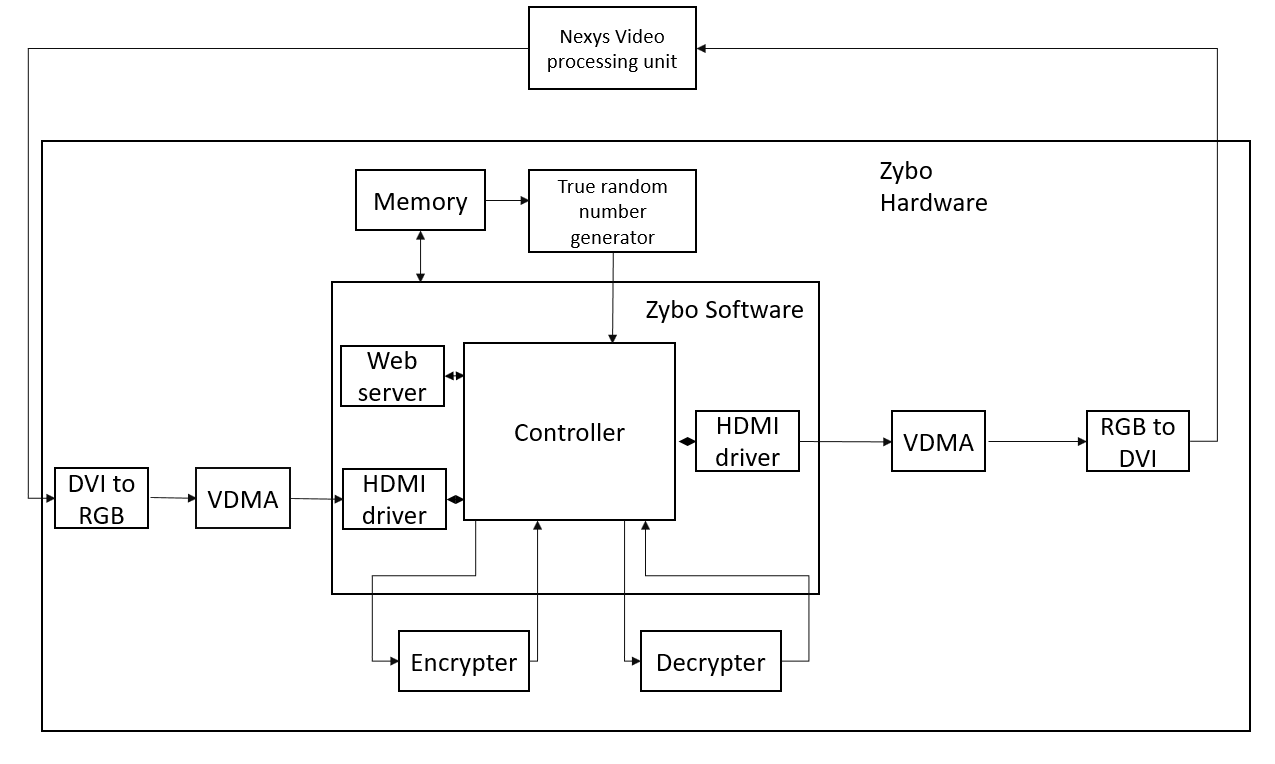 Nexys Video
processing unit
Zybo
Hardware
Memory
True random
number
generator
Zybo Software
Web
server
Controller
HDMI
driver
VDMA
RGB to
DVI
DVI to
RGB
VDMA
HDMI
driver
Encrypter
Decrypter